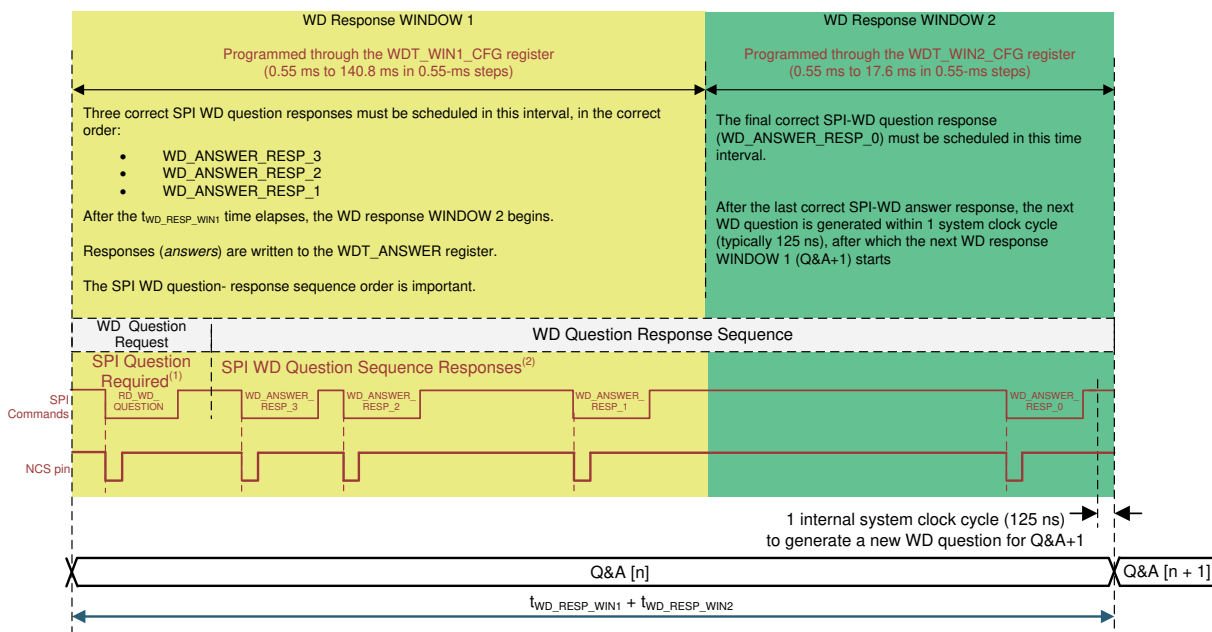 WD Response WINDOW 1
Programmed through the WDT_WIN1_CFG register
(0.55 ms to 140.8 ms in 0.55-ms steps)
Three correct SPI WD question responses must be scheduled in this interval, in the correct
order:
• WD_ANSWER_RESP_3
• WD_ANSWER_RESP_2
• WD_ANSWER_RESP_1
After the tWD_RESP_WIN1 time elapses, the WD response WINDOW 2 begins.
Responses (answers) are written to the WDT_ANSWER register.
The SPI WD question- response sequence order is important.
WD Response WINDOW 2
Programmed through the WDT_WIN2_CFG register
(0.55 ms to 17.6 ms in 0.55-ms steps)
The final correct SPI-WD question response
(WD_ANSWER_RESP_0) must be scheduled in this time
interval.
After the last correct SPI-WD answer response, the next
WD question is generated within 1 system clock cycle
(typically 125 ns), after which the next WD response
WINDOW 1 (Q&A+1) starts
WD Question
Request
WD Question Response Sequence
SPI Question
Required(1)
SPI WD Question Sequence Responses(2)
SPI
Commands
RD_WD_
QUESTION
WD_ANSWER_
RESP_3
WD_ANSWER_
RESP_2
WD_ANSWER_
RESP_1
WD_ANSWER_
RESP_0
NCS pin
1 internal system clock cycle (125 ns)
to generate a new WD question for Q&A+1
Q&A [n]
Q&A [n + 1]
tWD_RESP_WIN1 + tWD_RESP_WIN2